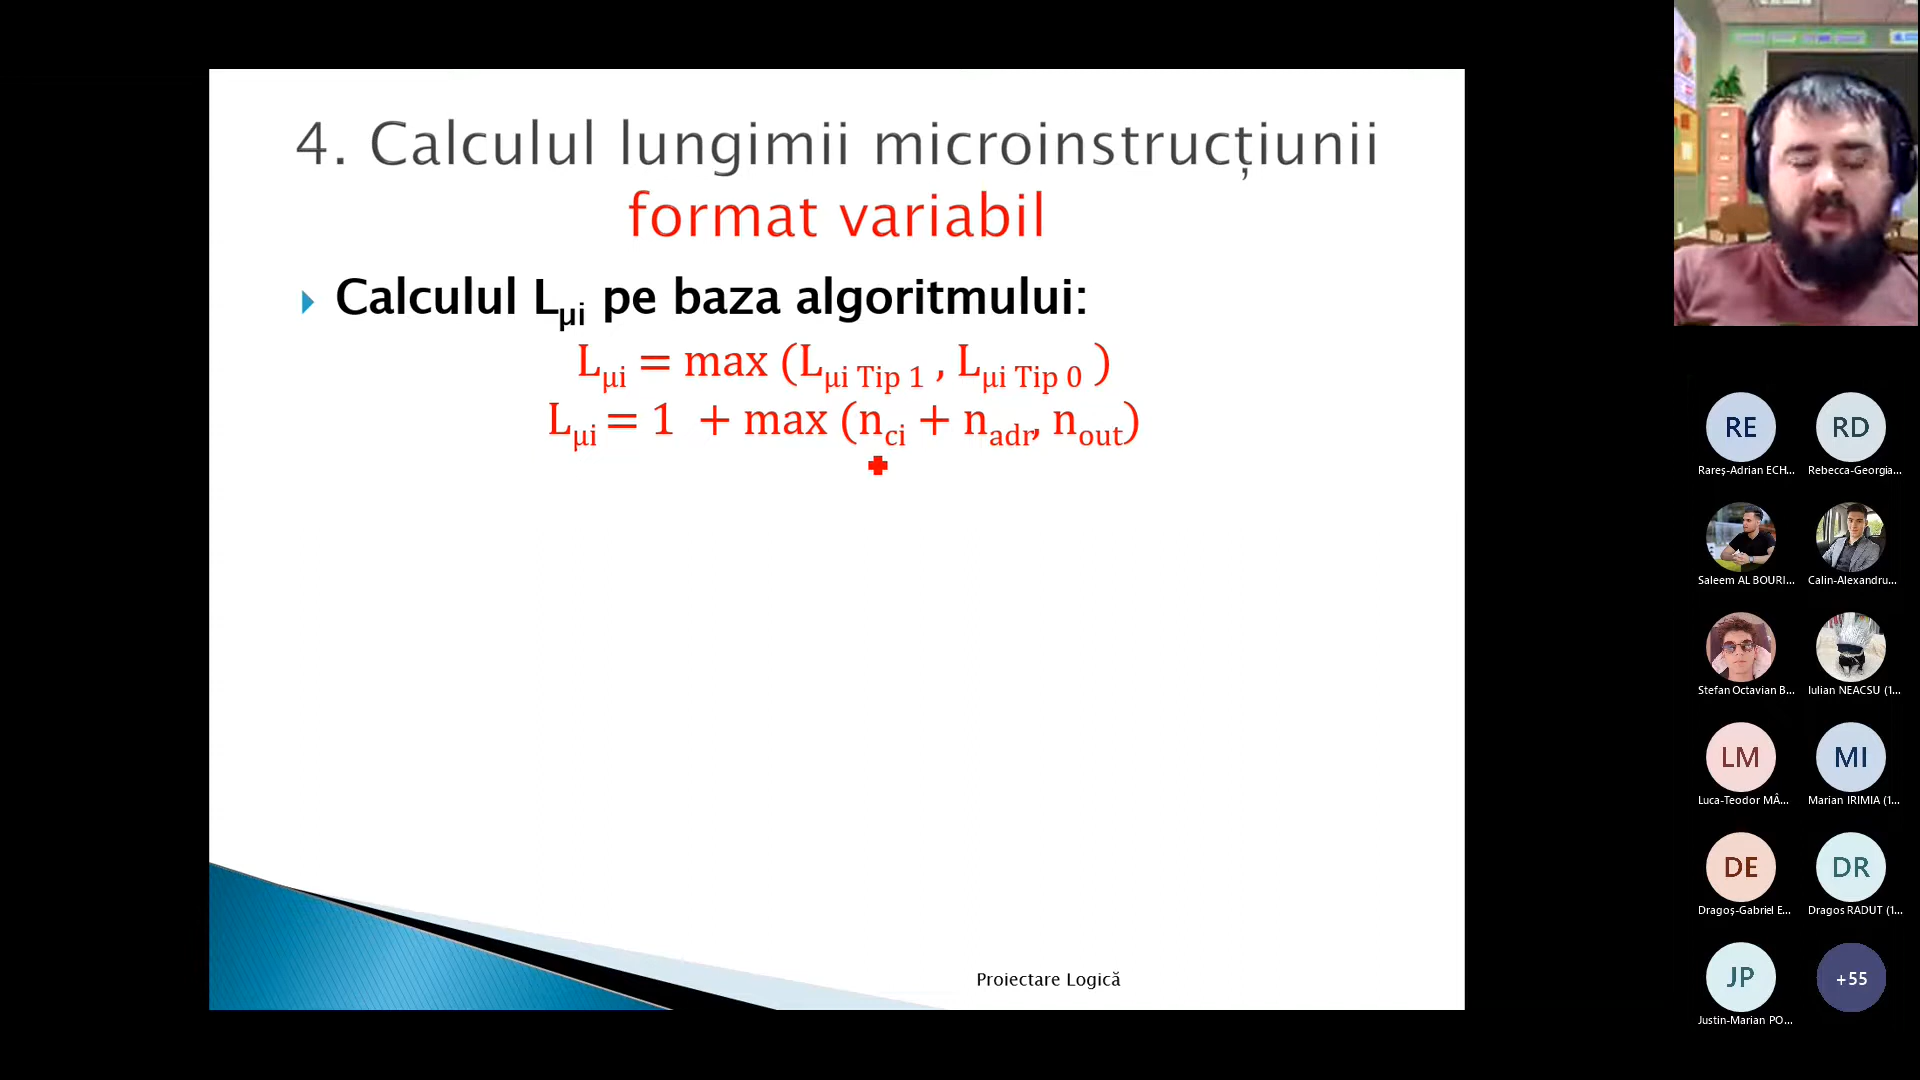 4. Calculul lungimii microinstrucțiunii
format variabil
Calculul Lμi pe baza algoritmului:
Lμi = max (Lμi Tip 1 , Lμi Tip 0 )
Lμi = 1 + max (nci + nadr, nout)
Proiectare Logică
RE
RD
Rareș-Adrian ECH...
Rebecca-Georgia...
Saleem AL BOURI...
Calin-Alexandru...
Stefan Octavian B...
Iulian NEACSU (1...
LM
MI
Luca-Teodor MÂ...
Marian IRIMIA (1...
DE
DR
Dragoș-Gabriel E...
Dragos RADUT (1...
JP
+55
Justin-Marian PO...